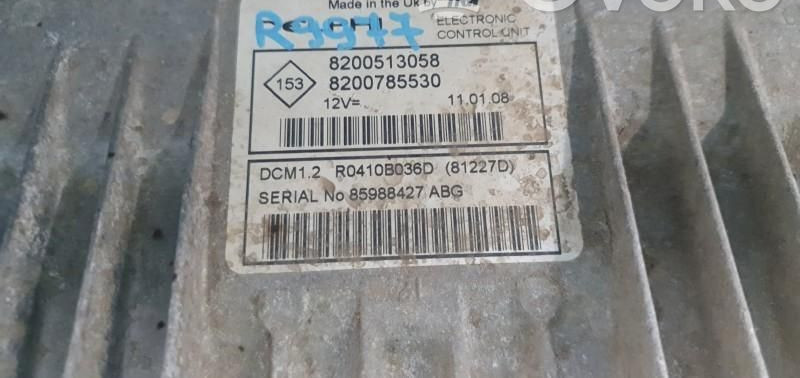 Made in the Uk by
ELECTRONIC
R9977
CONTROL UNIT
8200513058
153
8200785530
12V= 11.01.08
DCM1.2 R0410B036D (81227D)
SERIAL No 85988427 ABG